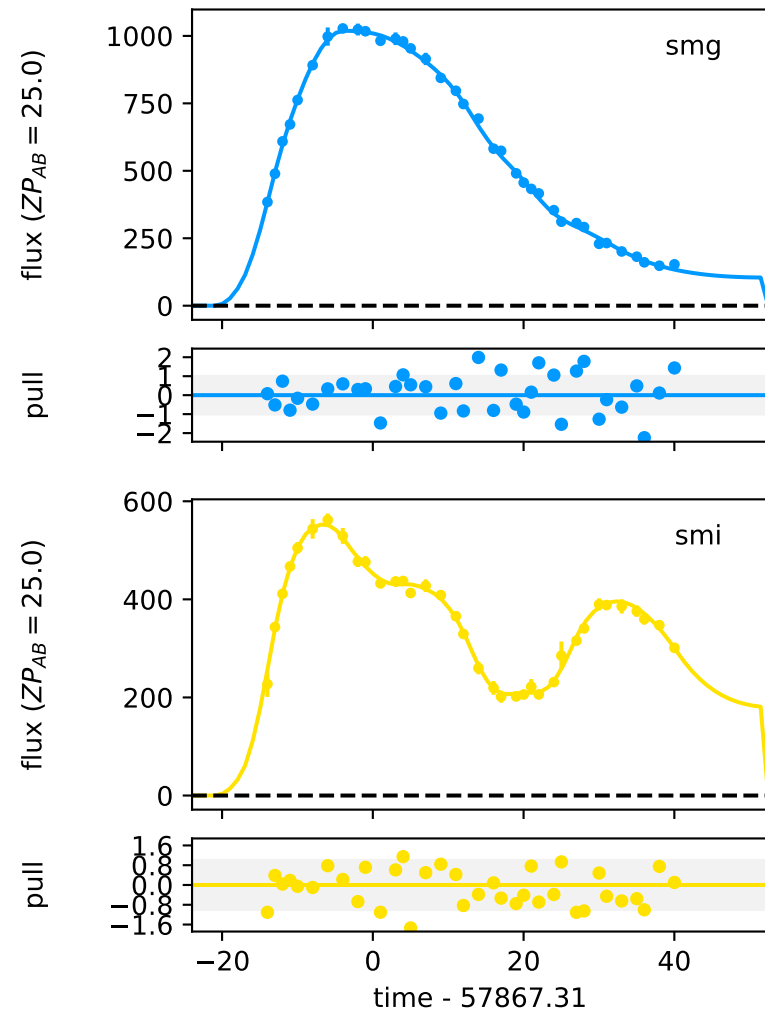 smg
flux (ZP_AB = 25.0)
1000
750
500
250
0
pull
2
1
0
−1
−2
smi
flux (ZP_AB = 25.0)
600
400
200
0
pull
1.6
0.8
0.0
−0.8
−1.6
−20 0 20 40
time - 57867.31